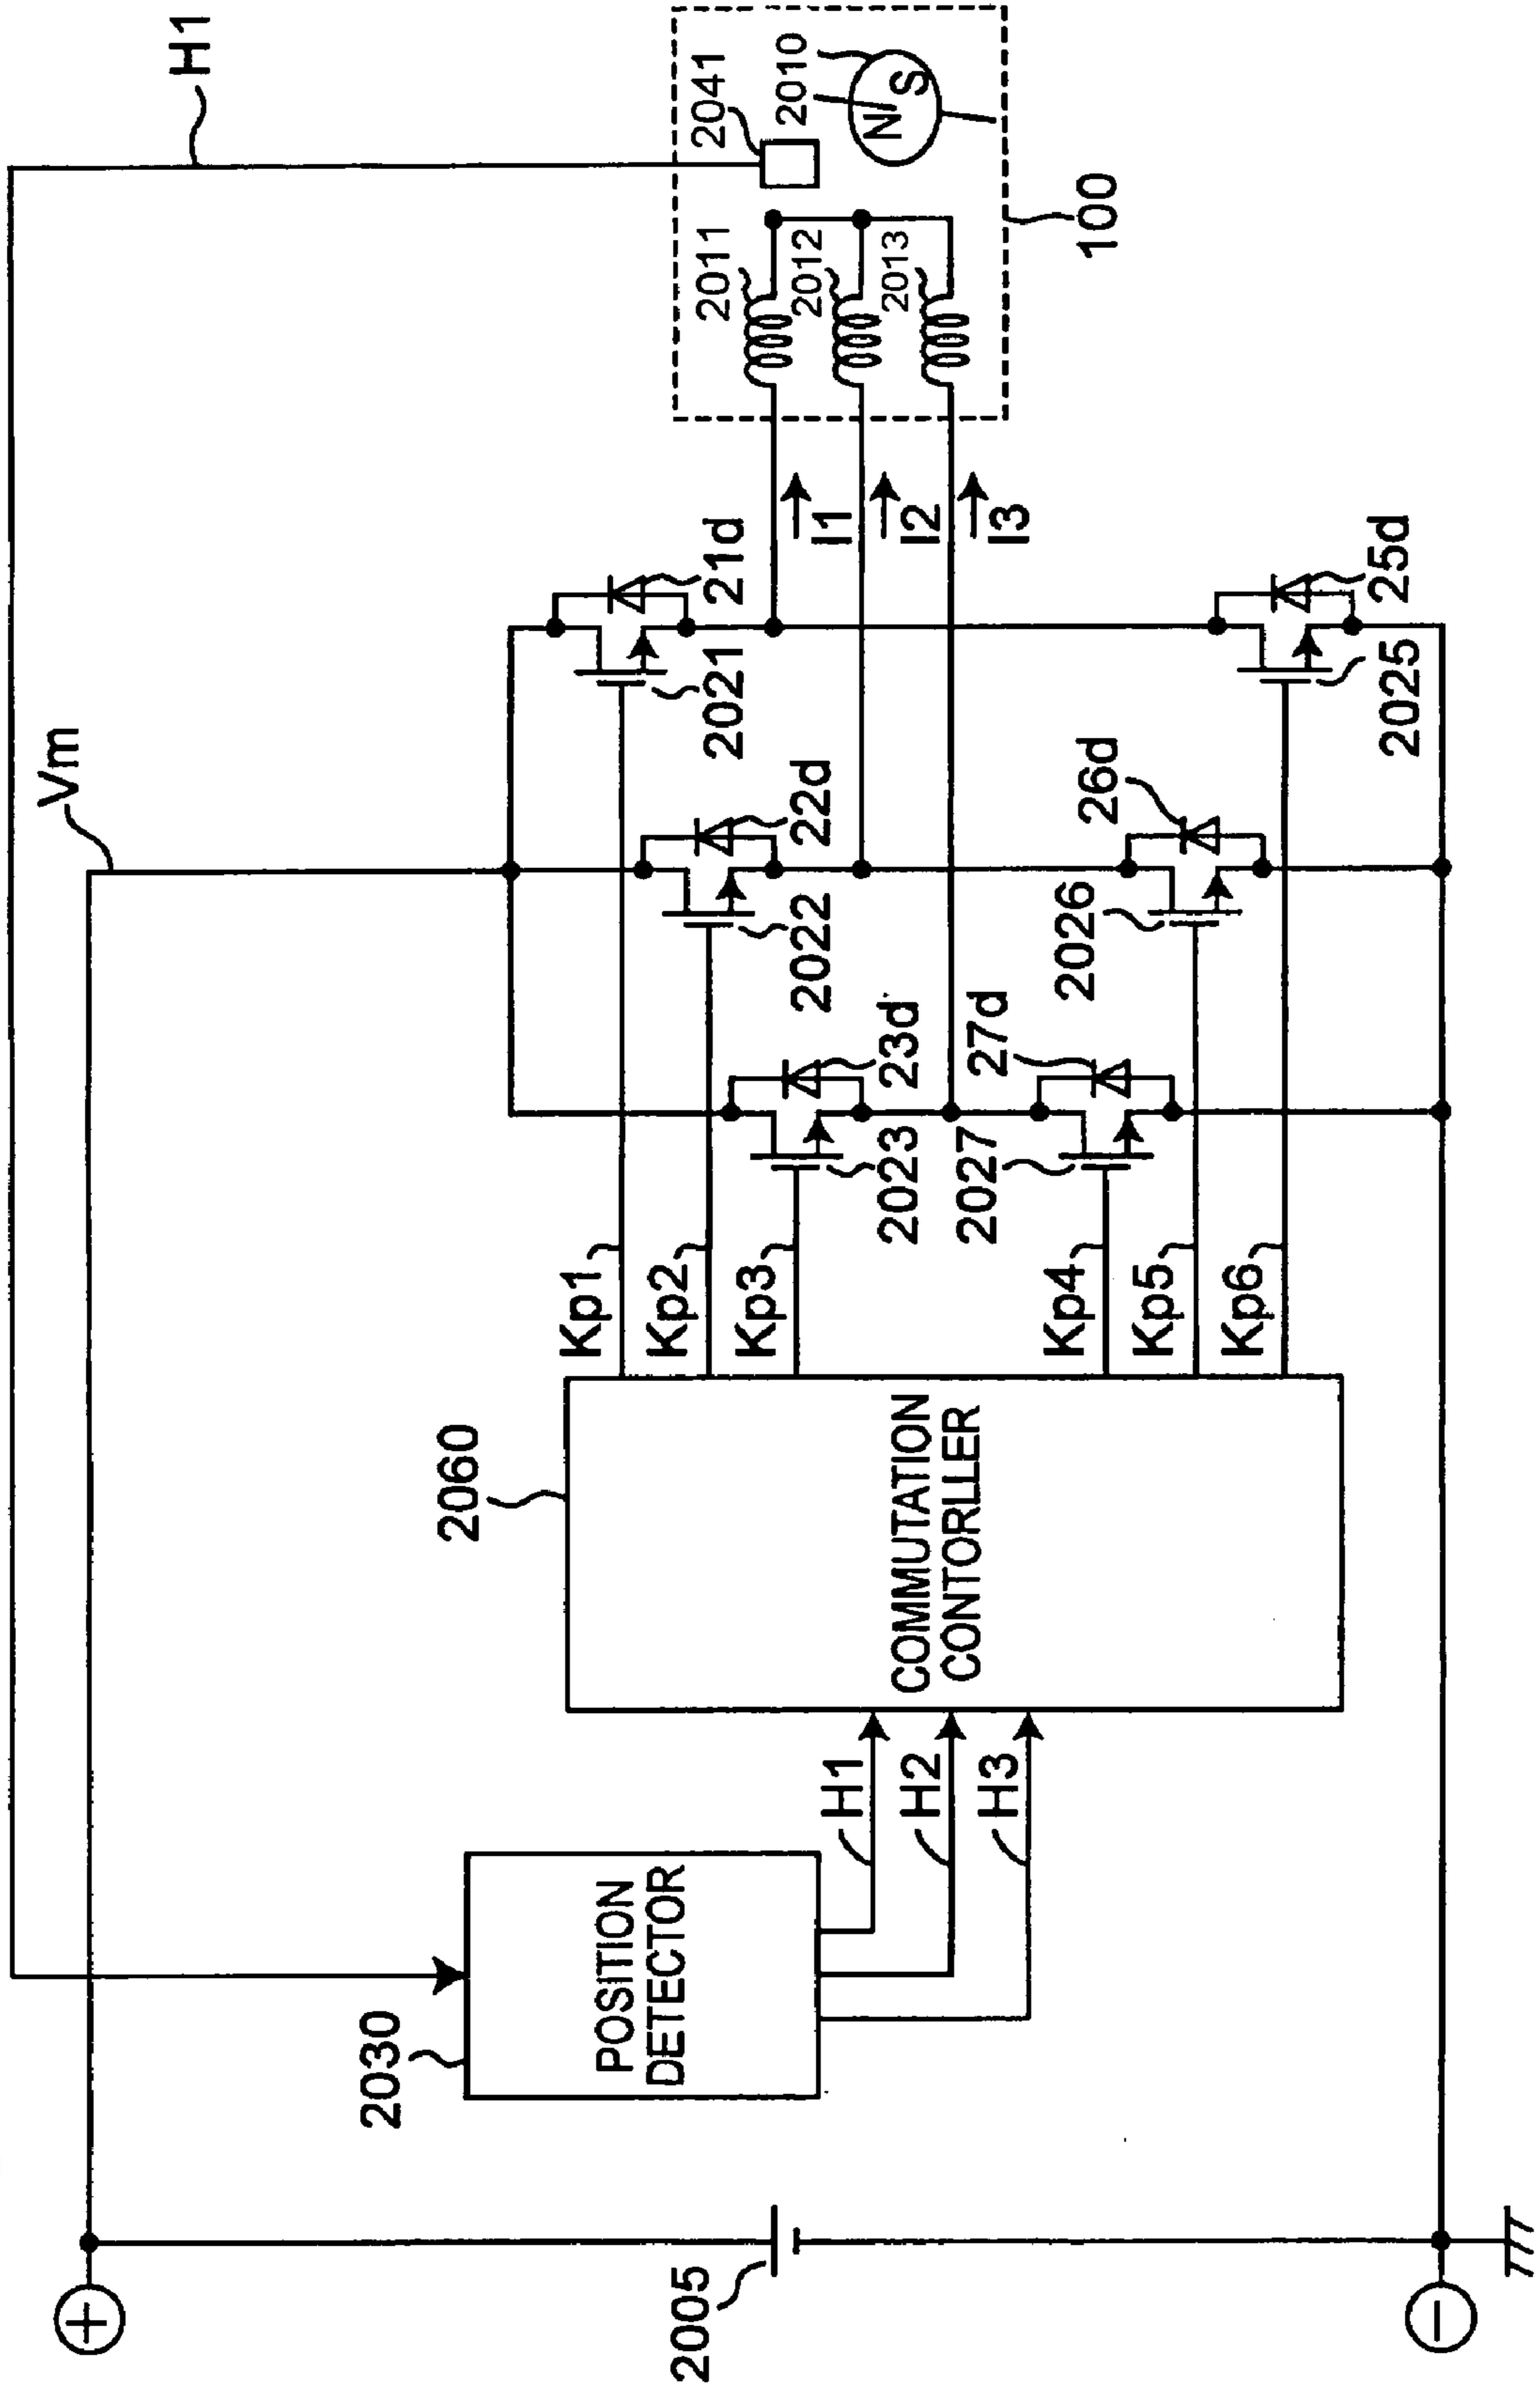 H1
Vm
2041
2010
N
S
2011
2012
2013
100
I1
I2
I3
21d
2021
22d
2022
23d
2023
25d
2025
26d
2026
27d
2027
Kp1
Kp2
Kp3
Kp4
Kp5
Kp6
2060
COMMUTATION
CONTORLLER
H1
H2
H3
2030
POSITION
DETECTOR
2005
+
−